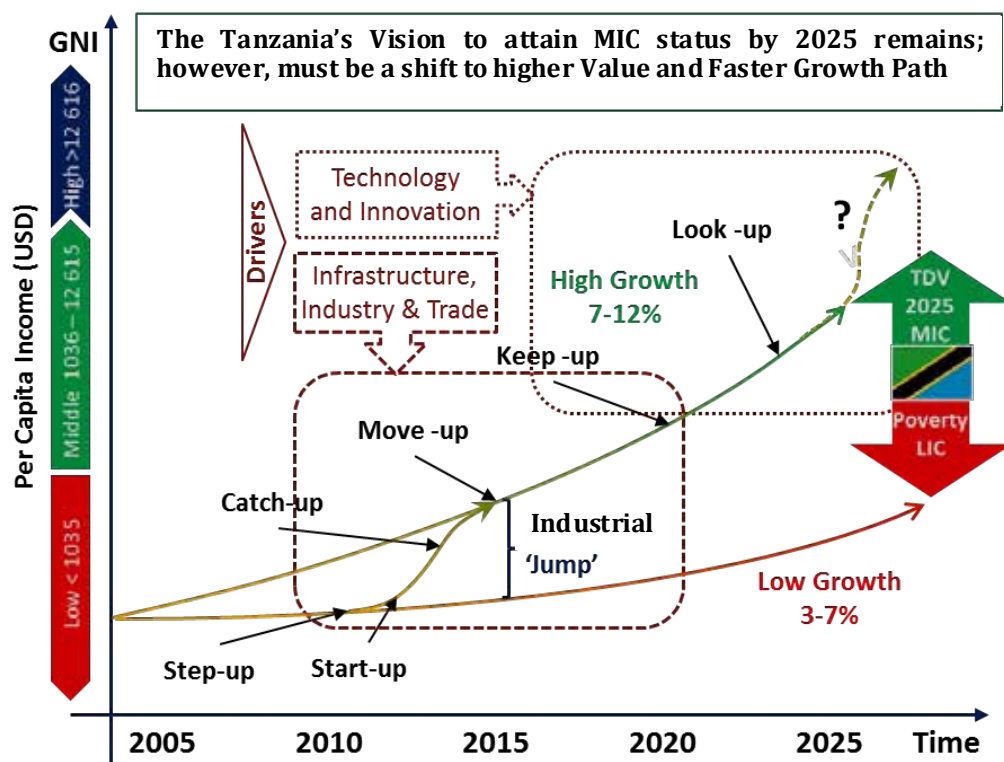 GNI
The Tanzania's Vision to attain MIC status by 2025 remains;
however, must be a shift to higher Value and Faster Growth Path
Per Capita Income (USD)
High >12 616
Middle 1036 – 12 615
Low < 1035
Drivers
Technology
and Innovation
Infrastructure,
Industry & Trade
High Growth
7-12%
Look -up
?
TDV
2025
MIC
Poverty
LIC
Keep -up
Move -up
Catch-up
Industrial
'Jump'
Low Growth
3-7%
Step-up
Start-up
2005
2010
2015
2020
2025
Time